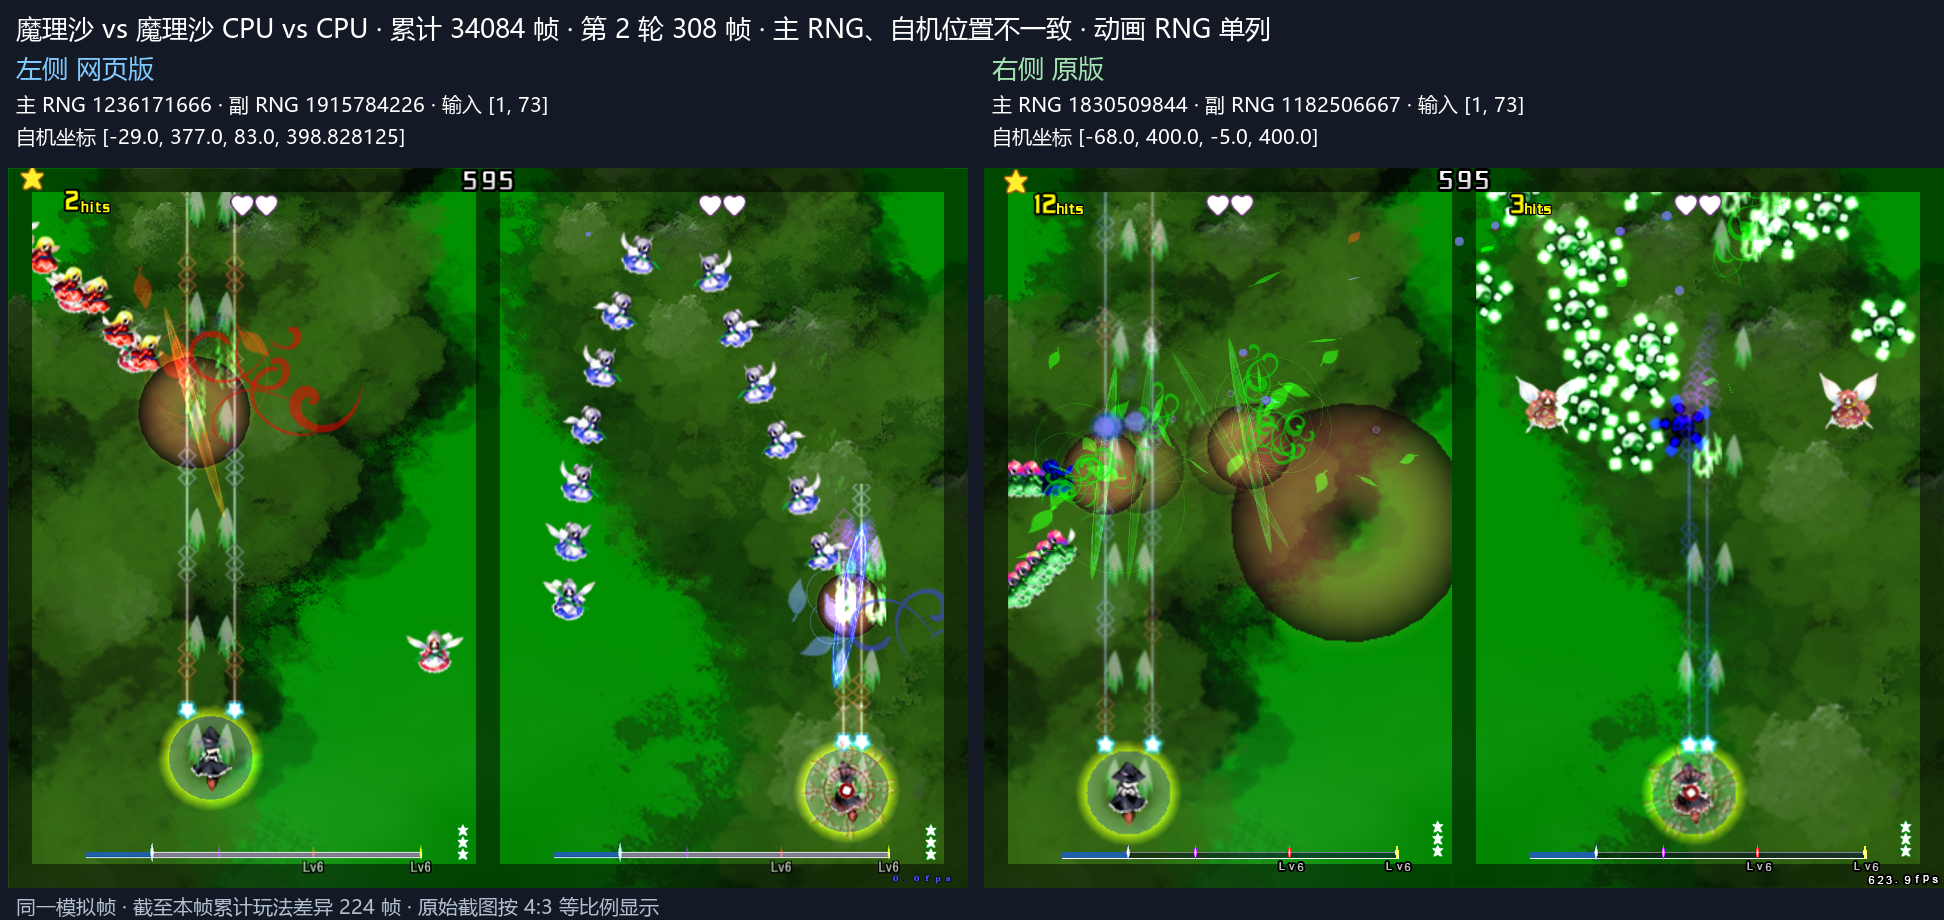 魔理沙 vs 魔理沙 CPU vs CPU · 累计 34084 帧 · 第 2 轮 308 帧 · 主 RNG、自机位置不一致 · 动画 RNG 单列
左侧 网页版
主 RNG 1236171666 · 副 RNG 1915784226 · 输入 [1, 73]
自机坐标 [-29.0, 377.0, 83.0, 398.828125]
右侧 原版
主 RNG 1830509844 · 副 RNG 1182506667 · 输入 [1, 73]
自机坐标 [-68.0, 400.0, -5.0, 400.0]
595
2hits
Lv6
Lv6
Lv6
Lv6
0.0fps
595
12hits
3hits
Lv6
Lv6
Lv6
Lv6
623.9fps
同一模拟帧 · 截至本帧累计玩法差异 224 帧 · 原始截图按 4:3 等比例显示